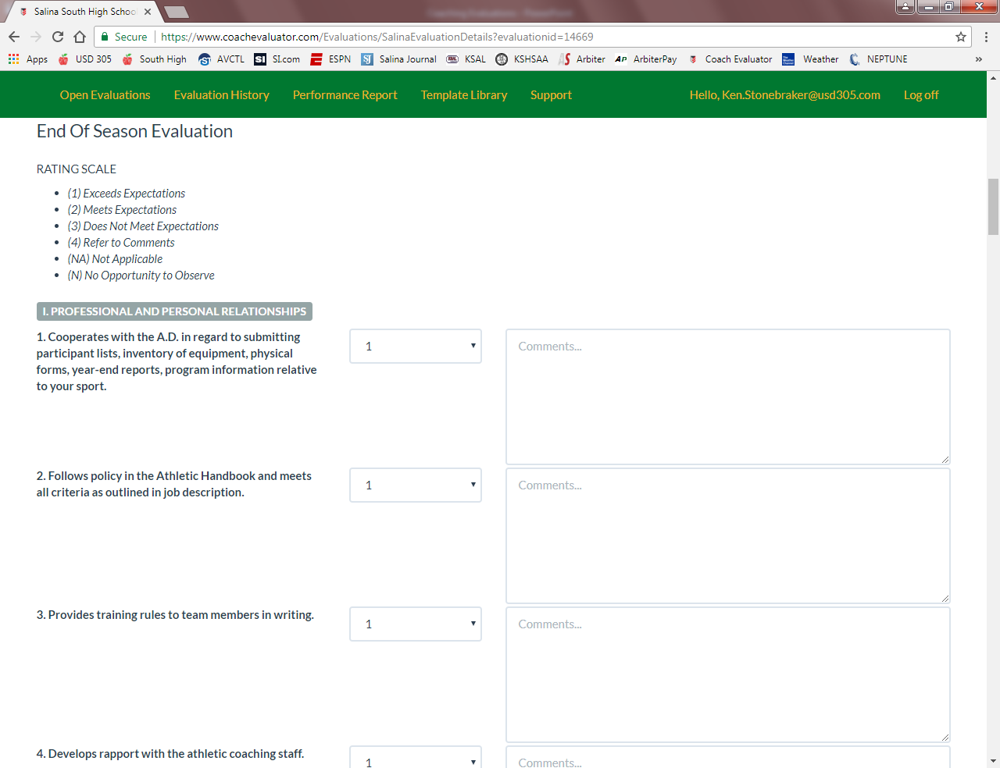 Salina South High School
Secure https://www.coachevaluator.com/Evaluations/SalinaEvaluationDetails?evaluationid=14669
Apps USD 305 South High AVCTL SI SI.com ESPN SJ Salina Journal KSAL KSHSAA AS Arbiter AP ArbiterPay Coach Evaluator Weather NEPTUNE »
Open Evaluations Evaluation History Performance Report Template Library Support Hello, Ken.Stonebraker@usd305.com Log off
End Of Season Evaluation
RATING SCALE
(1) Exceeds Expectations
(2) Meets Expectations
(3) Does Not Meet Expectations
(4) Refer to Comments
(NA) Not Applicable
(N) No Opportunity to Observe
I. PROFESSIONAL AND PERSONAL RELATIONSHIPS
1. Cooperates with the A.D. in regard to submitting
participant lists, inventory of equipment, physical
forms, year-end reports, program information relative
to your sport.
1
Comments...
2. Follows policy in the Athletic Handbook and meets
all criteria as outlined in job description.
1
Comments...
3. Provides training rules to team members in writing.
1
Comments...
4. Develops rapport with the athletic coaching staff.
1
Comments...